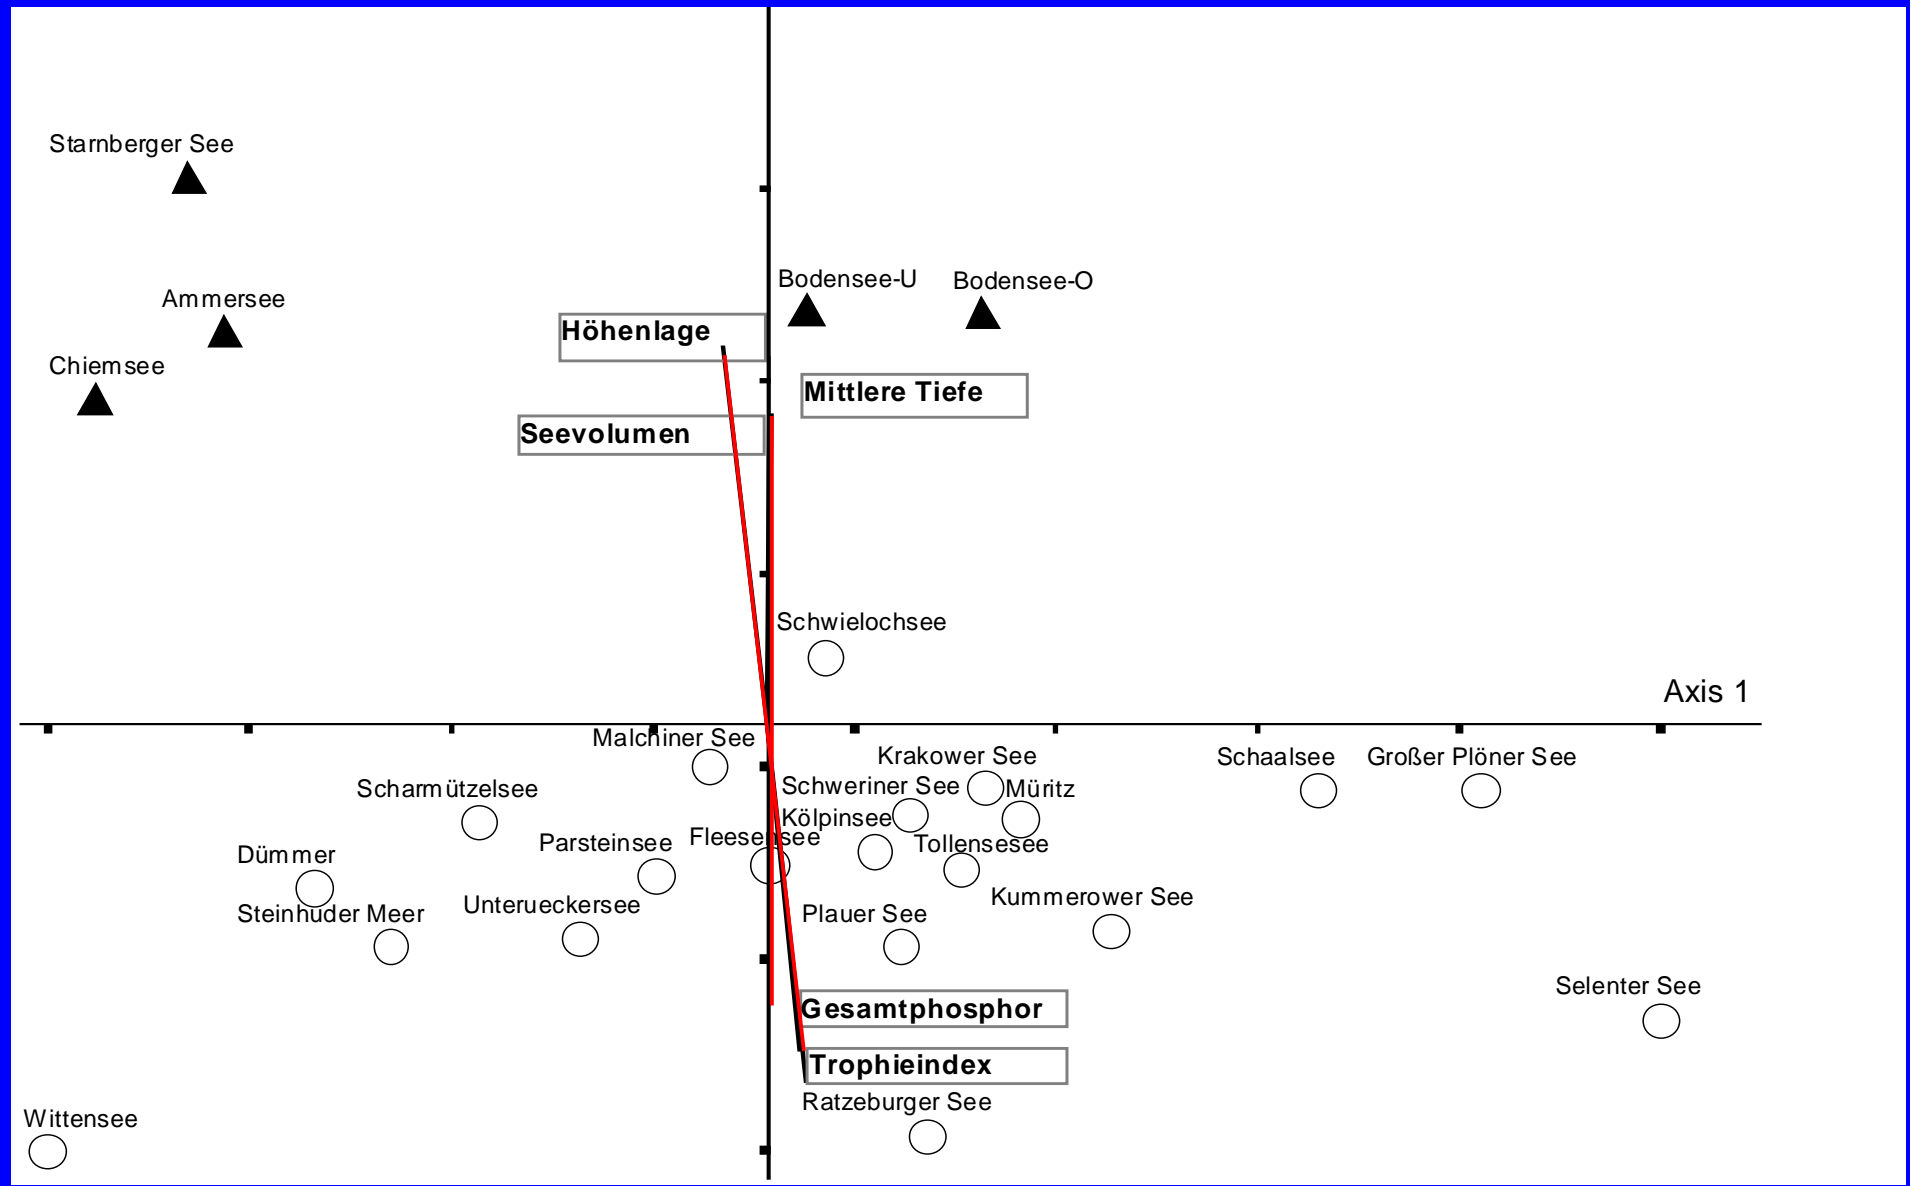 Starnberger See
Bodensee-U
Bodensee-O
Ammersee
Höhenlage
Chiemsee
Mittlere Tiefe
Seevolumen
Schwielochsee
Axis 1
Malchiner See
Krakower See
Schaalsee
Großer Plöner See
Scharmützelsee
Schweriner See
Müritz
Kölpinsee
Fleesensee
Parsteinsee
Tollensesee
Dümmer
Kummerower See
Unterueckersee
Steinhuder Meer
Plauer See
Selenter See
Gesamtphosphor
Trophieindex
Ratzeburger See
Wittensee